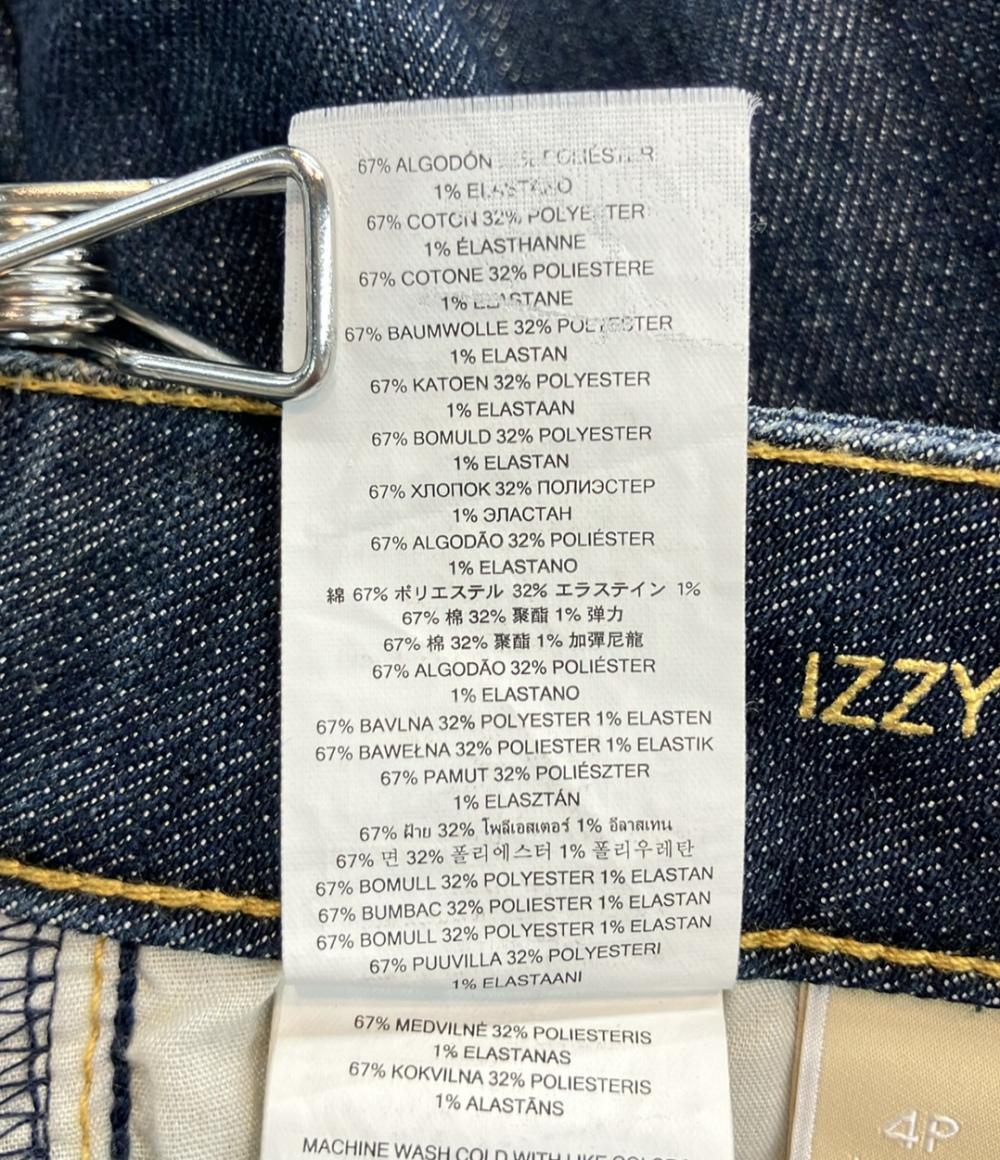 67% ALGODÓN POLIÉSTER
1% ELASTANO
67% COTON 32% POLYESTER
1% ÉLASTHANNE
67% COTONE 32% POLIESTERE
1% ELASTANE
67% BAUMWOLLE 32% POLYESTER
1% ELASTAN
67% KATOEN 32% POLYESTER
1% ELASTAAN
67% BOMULD 32% POLYESTER
1% ELASTAN
67% ХЛОПОК 32% ПОЛИЭСТЕР
1% ЭЛАСТАН
67% ALGODÃO 32% POLIÉSTER
1% ELASTANO
綿 67% ポリエステル 32% エラステイン 1%
67% 棉 32% 聚酯 1% 弹力
67% 棉 32% 聚酯 1% 加彈尼龍
67% ALGODÃO 32% POLIÉSTER
1% ELASTANO
67% BAVLNA 32% POLYESTER 1% ELASTEN
67% BAWEŁNA 32% POLIESTER 1% ELASTIK
67% PAMUT 32% POLIÉSZTER
1% ELASZTÁN
67% ฝ้าย 32% โพลีเอสเตอร์ 1% อีลาสเทน
67% 면 32% 폴리에스터 1% 폴리우레탄
67% BOMULL 32% POLYESTER 1% ELASTAN
67% BUMBAC 32% POLIESTER 1% ELASTAN
67% BOMULL 32% POLYESTER 1% ELASTAN
67% PUUVILLA 32% POLYESTERI
1% ELASTAANI
67% MEDVILNĖ 32% POLIESTERIS
1% ELASTANAS
67% KOKVILNA 32% POLIESTERIS
1% ALASTĀNS
MACHINE WASH COLD WITH LIKE
IZZY
4P